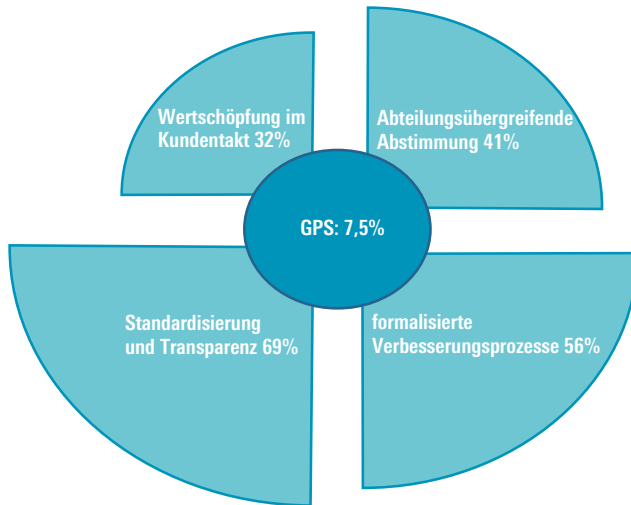 Wertschöpfung im
Kundentakt 32%
Abteilungsübergreifende
Abstimmung 41%
GPS: 7,5%
Standardisierung
und Transparenz 69%
formalisierte
Verbesserungsprozesse 56%